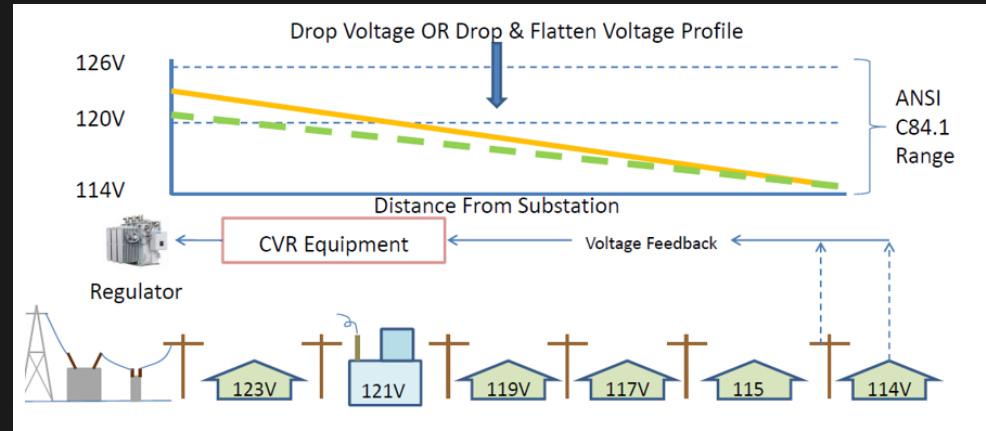 Drop Voltage OR Drop & Flatten Voltage Profile
126V
120V
114V
ANSI
C84.1
Range
Distance From Substation
CVR Equipment
Voltage Feedback
Regulator
123V
121V
119V
117V
115
114V